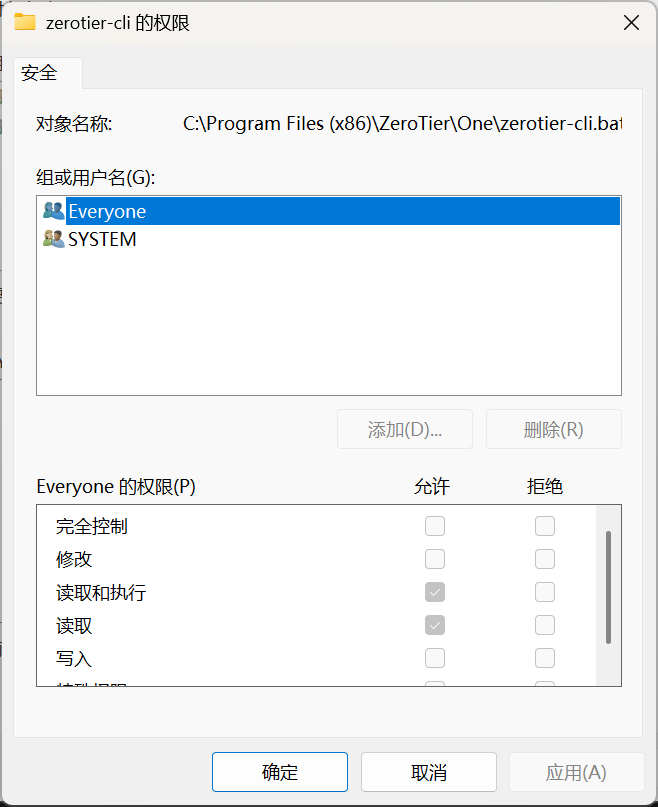 zerotier-cli 的权限
安全
对象名称: C:\Program Files (x86)\ZeroTier\One\zerotier-cli.bat
组或用户名(G):
Everyone
SYSTEM
添加(D)... 删除(R)
Everyone 的权限(P) 允许 拒绝
完全控制
修改
读取和执行
读取
写入
确定 取消 应用(A)